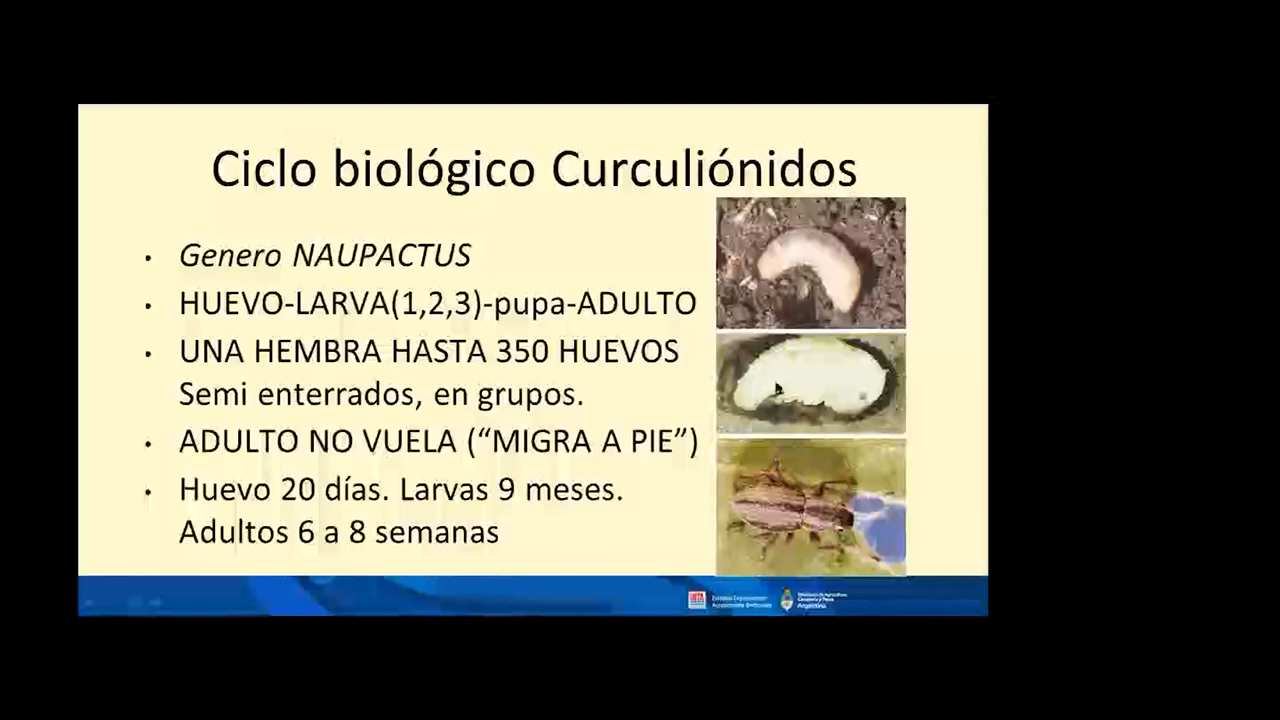 Ciclo biológico Curculiónidos
• Genero NAUPACTUS
• HUEVO-LARVA(1,2,3)-pupa-ADULTO
• UNA HEMBRA HASTA 350 HUEVOS
Semi enterrados, en grupos.
• ADULTO NO VUELA (“MIGRA A PIE”)
• Huevo 20 días. Larvas 9 meses.
Adultos 6 a 8 semanas
Argentina